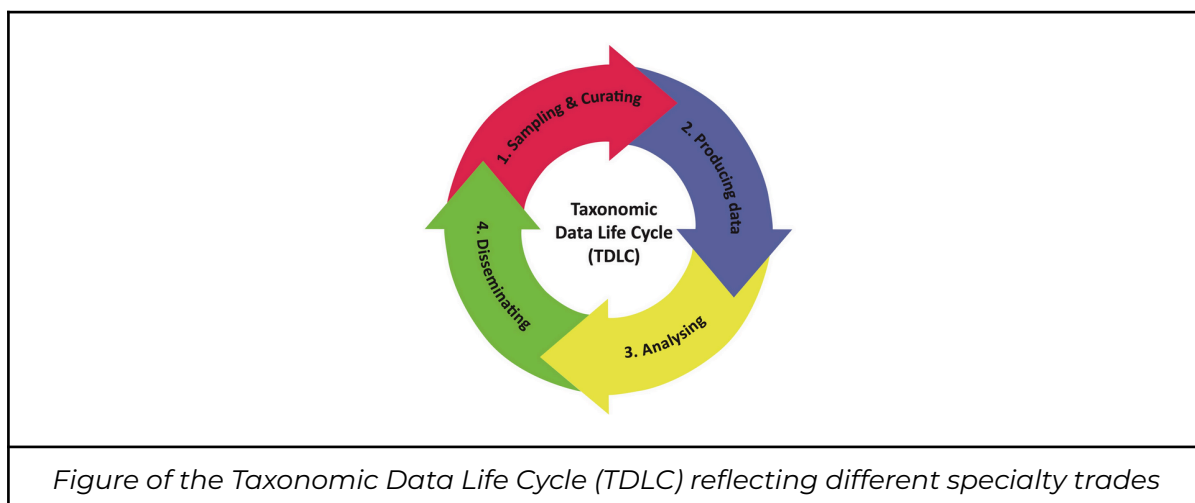 1. Sampling & Curating
2. Producing data
Taxonomic
Data Life Cycle
(TDLC)
4. Disseminating
3. Analysing
Figure of the Taxonomic Data Life Cycle (TDLC) reflecting different specialty trades